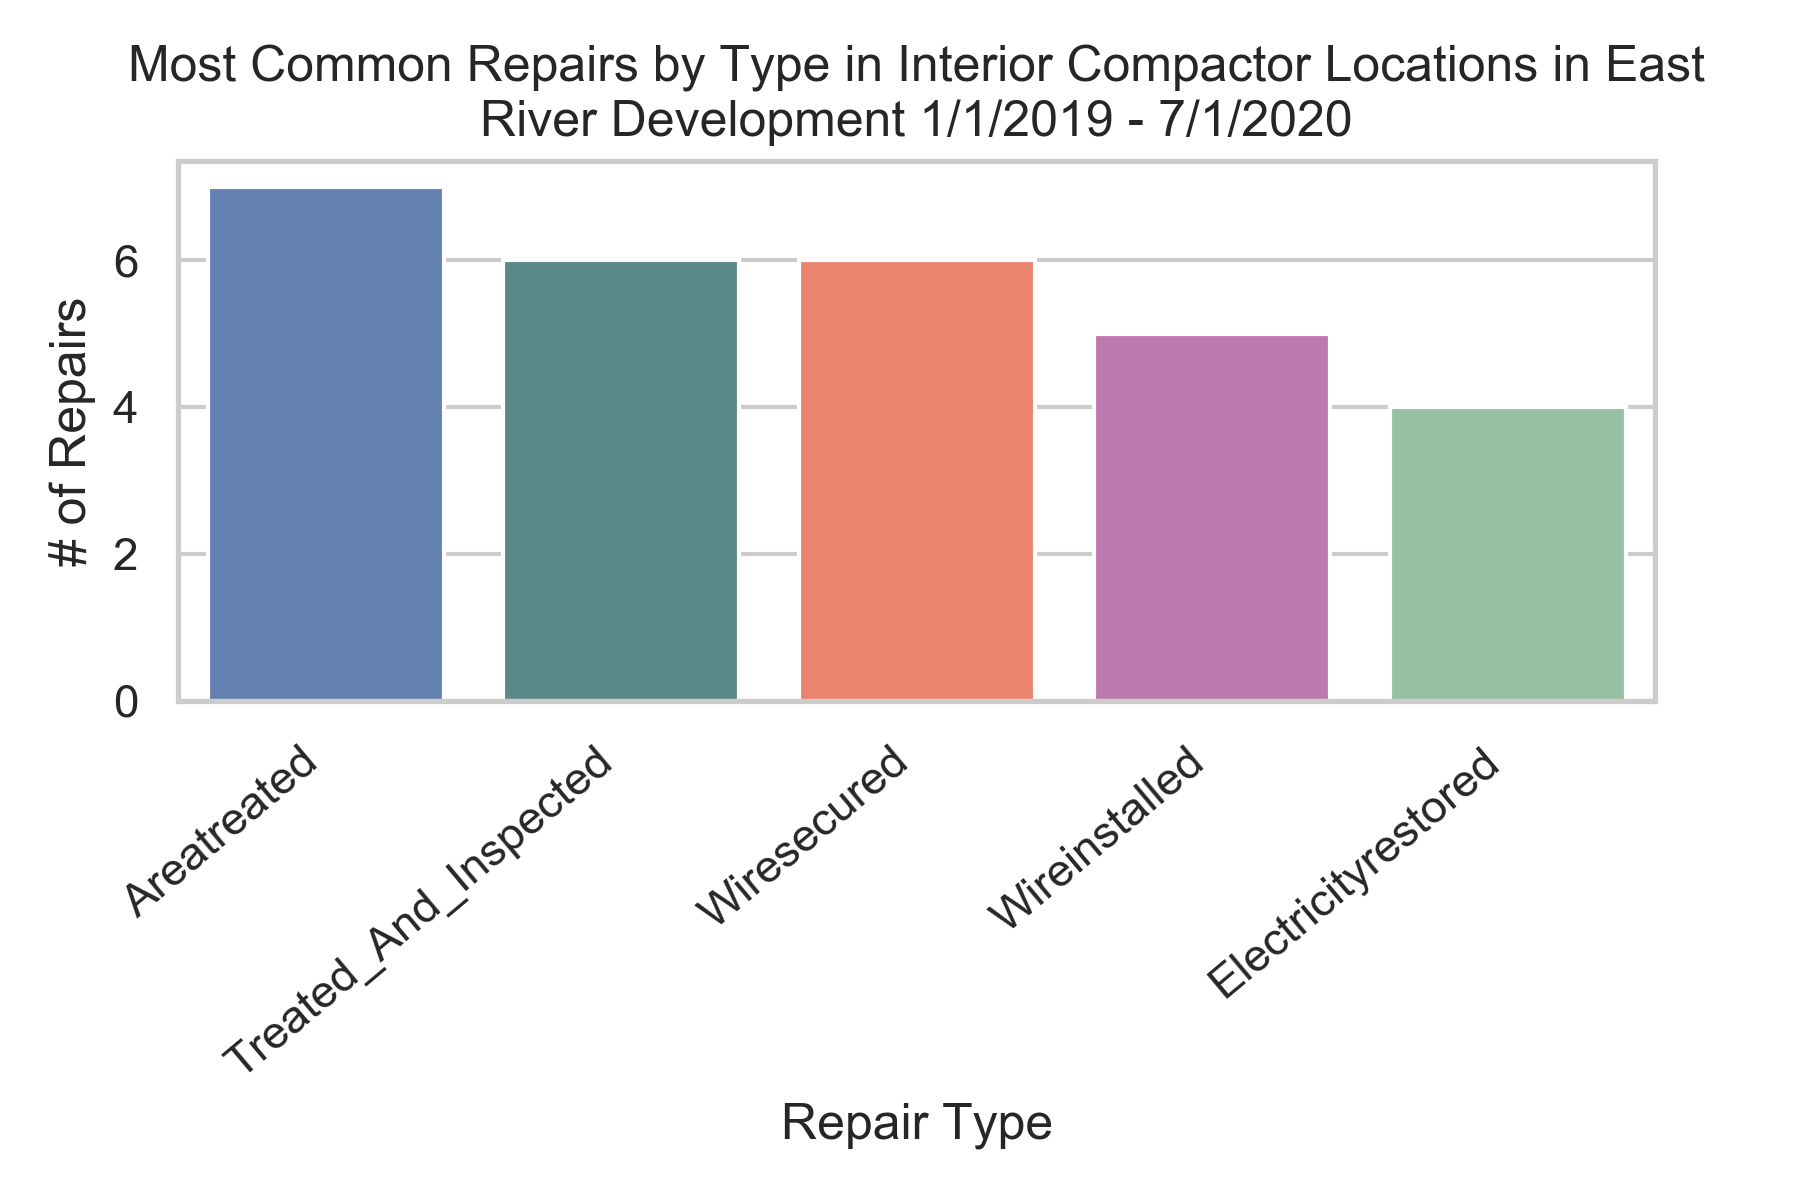 Most Common Repairs by Type in Interior Compactor Locations in East
River Development 1/1/2019 - 7/1/2020
# of Repairs
6
4
2
0
Areatreated
Treated_And_Inspected
Wiresecured
Wireinstalled
Electricityrestored
Repair Type